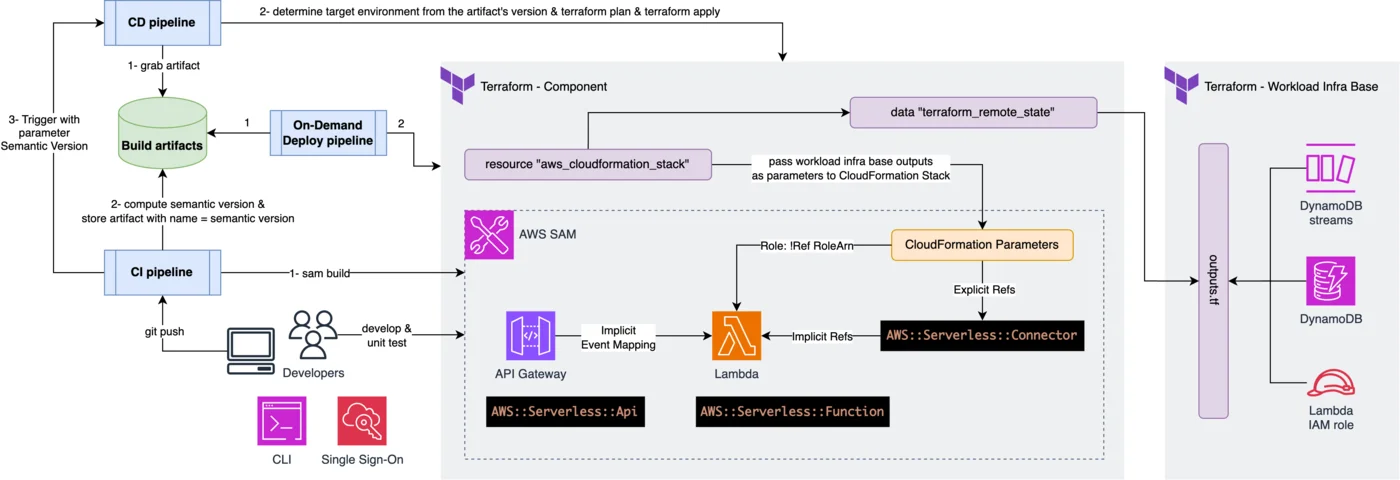 CD pipeline
2- determine target environment from the artifact's version & terraform plan & terraform apply
1- grab artifact
3- Trigger with
parameter
Semantic Version
Build artifacts
1
On-Demand
Deploy pipeline
2
2- compute semantic version &
store artifact with name = semantic version
CI pipeline
1- sam build
git push
develop &
unit test
Developers
CLI
Single Sign-On
Terraform - Component
data "terraform_remote_state"
resource "aws_cloudformation_stack"
pass workload infra base outputs
as parameters to CloudFormation Stack
AWS SAM
Role: !Ref RoleArn
CloudFormation Parameters
Explicit Refs
Implicit
Event Mapping
Implicit Refs
AWS::Serverless::Connector
API Gateway
Lambda
AWS::Serverless::Api
AWS::Serverless::Function
Terraform - Workload Infra Base
outputs.tf
DynamoDB
streams
DynamoDB
Lambda
IAM role